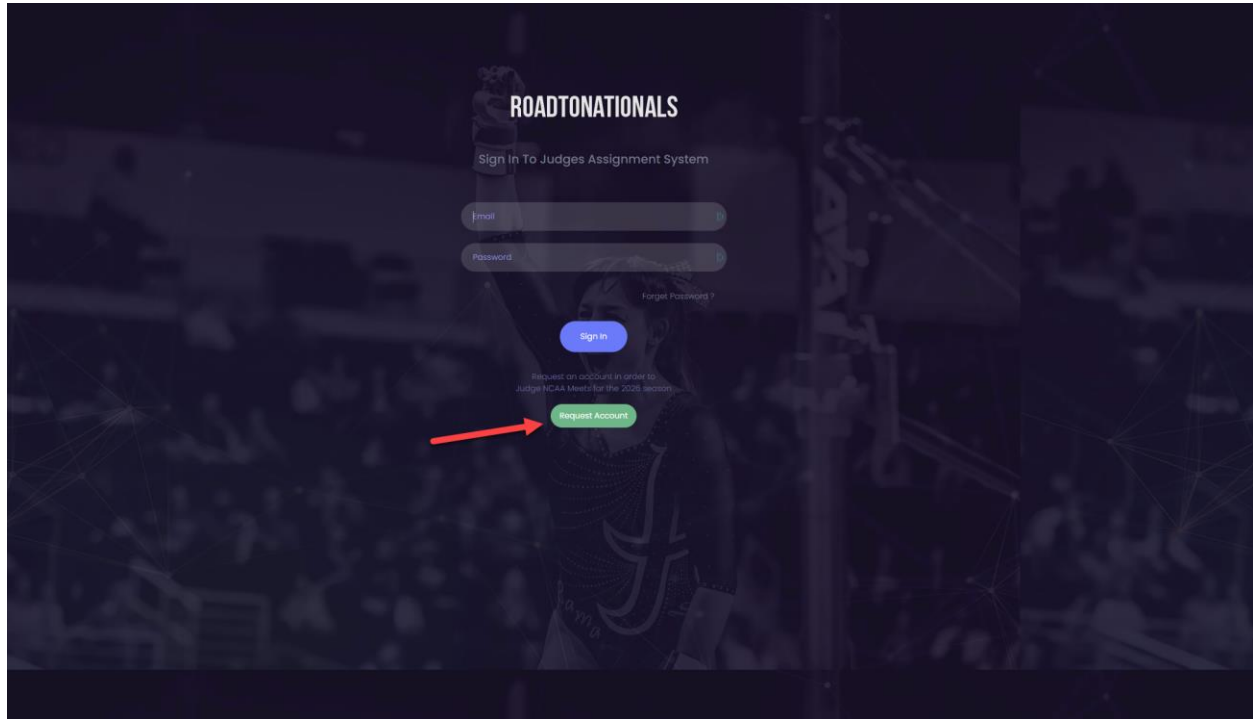 ROADTONATIONALS
Sign In To Judges Assignment System
Email
Password
Forget Password ?
Sign In
Request an account in order to
Judge NCAA Meets for the 2026 season
Request Account